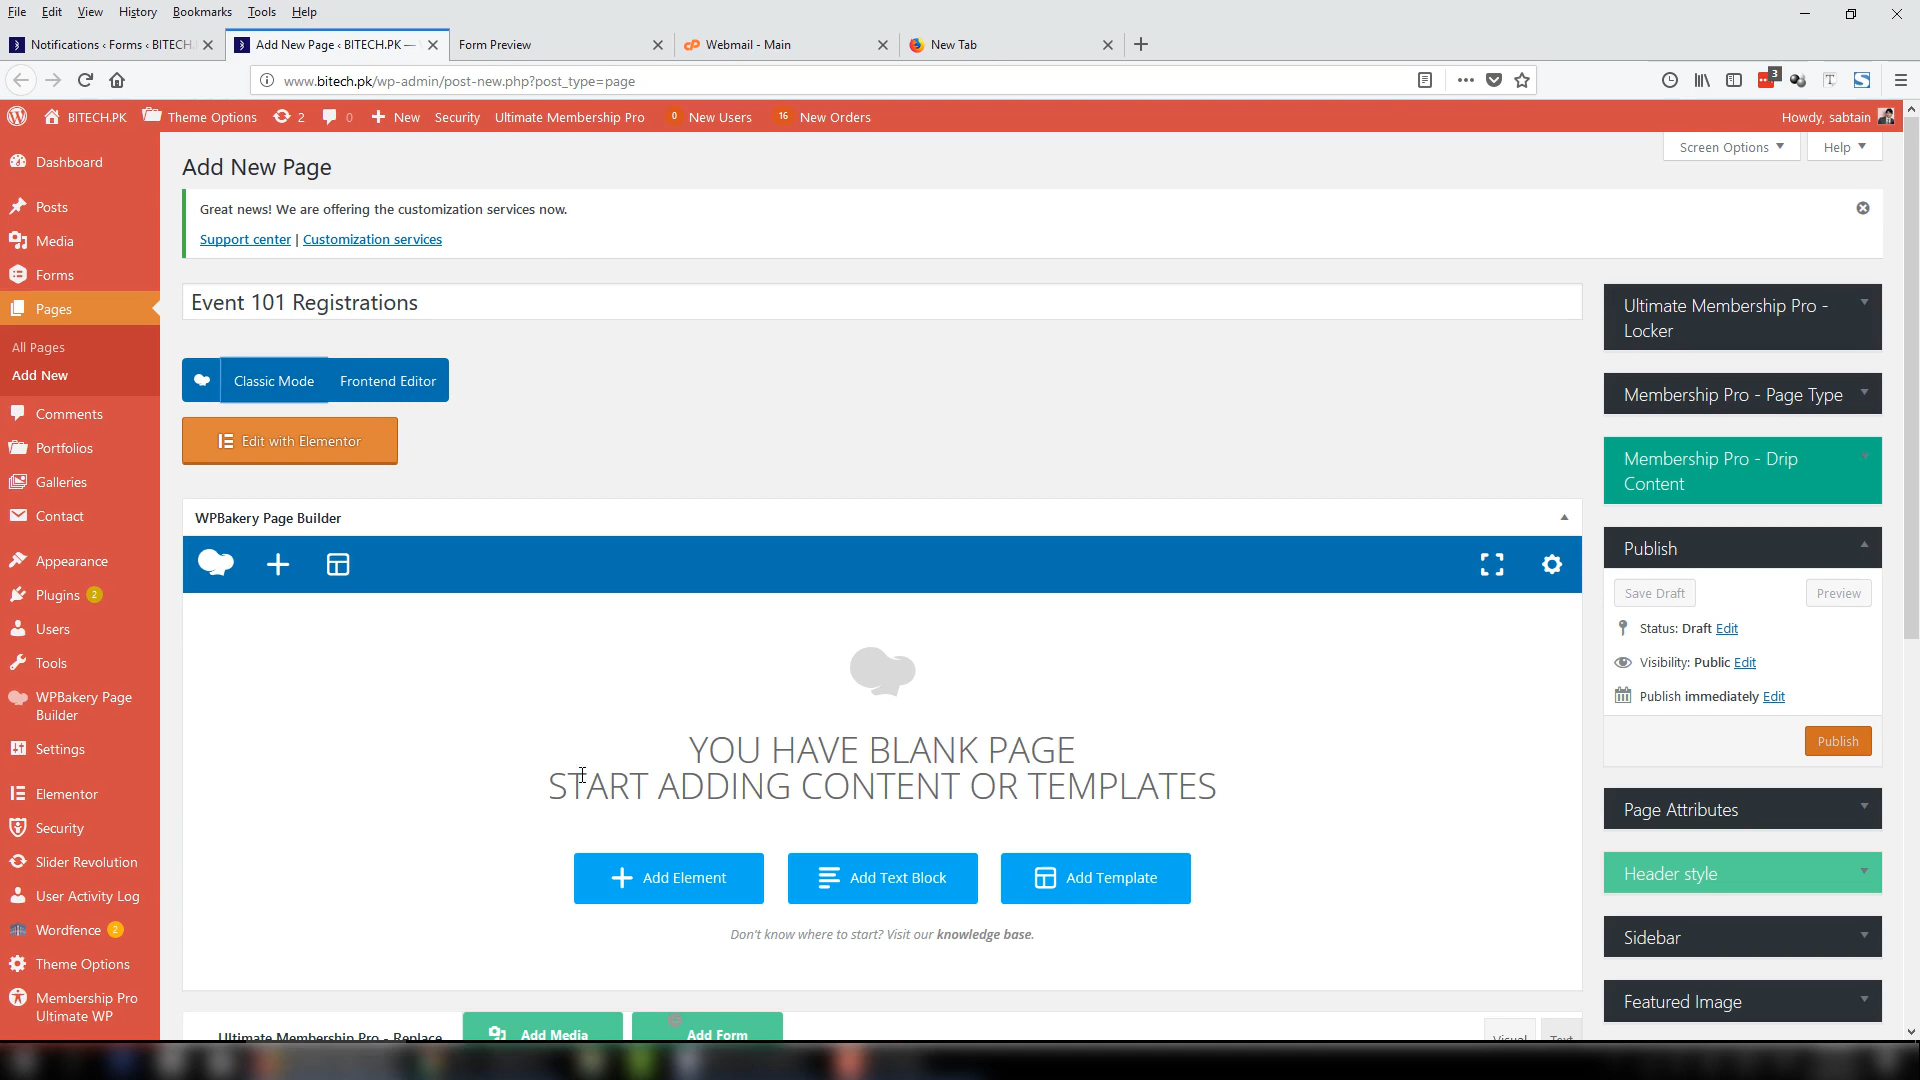 File Edit View History Bookmarks Tools Help
Notifications ‹ Forms ‹ BITECH
Add New Page ‹ BITECH.PK —
Form Preview
Webmail - Main
New Tab
www.bitech.pk/wp-admin/post-new.php?post_type=page
3
BITECH.PK
Theme Options
2
0
New
Security
Ultimate Membership Pro
0 New Users
16 New Orders
Howdy, sabtain
Dashboard
Posts
Media
Forms
Pages
All Pages
Add New
Comments
Portfolios
Galleries
Contact
Appearance
Plugins 2
Users
Tools
WPBakery Page
Builder
Settings
Elementor
Security
Slider Revolution
User Activity Log
Wordfence 2
Theme Options
Membership Pro
Ultimate WP
Screen Options
Help
Add New Page
Great news! We are offering the customization services now.
Support center | Customization services
Event 101 Registrations
Classic Mode
Frontend Editor
Edit with Elementor
WPBakery Page Builder
YOU HAVE BLANK PAGE
START ADDING CONTENT OR TEMPLATES
Add Element
Add Text Block
Add Template
Don't know where to start? Visit our knowledge base.
Ultimate Membership Pro - Replace
Add Media
Add Form
Visual
Text
Ultimate Membership Pro -
Locker
Membership Pro - Page Type
Membership Pro - Drip
Content
Publish
Save Draft
Preview
Status: Draft Edit
Visibility: Public Edit
Publish immediately Edit
Publish
Page Attributes
Header style
Sidebar
Featured Image